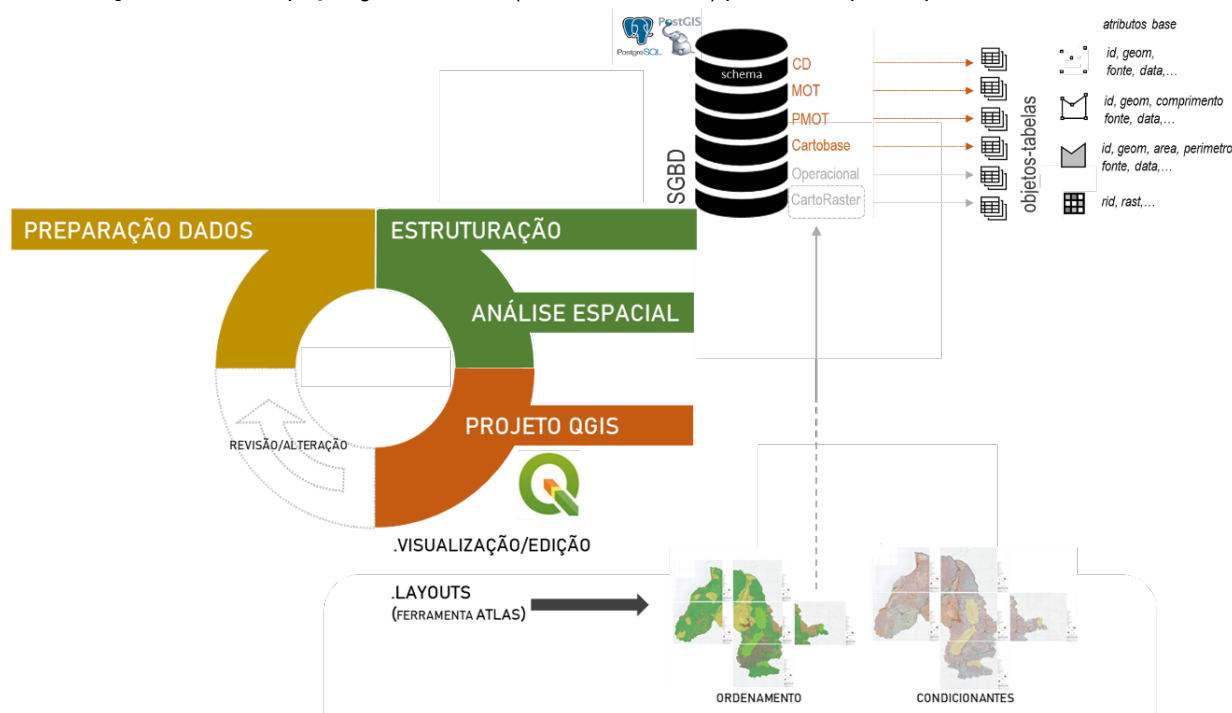 PostgreSQL
PostGIS
SGBD
schema
CD
MOT
PMOT
Cartobase
Operacional
CartoRaster
objetos-tabelas
atributos base
id, geom,
fonte, data,...
id, geom, comprimento
fonte, data,...
id, geom, area, perimetro
fonte, data,...
rid, rast,...
PREPARAÇÃO DADOS
ESTRUTURAÇÃO
ANÁLISE ESPACIAL
PROJETO QGIS
REVISÃO/ALTERAÇÃO
.VISUALIZAÇÃO/EDIÇÃO
.LAYOUTS
(FERRAMENTA ATLAS)
ORDENAMENTO
CONDICIONANTES